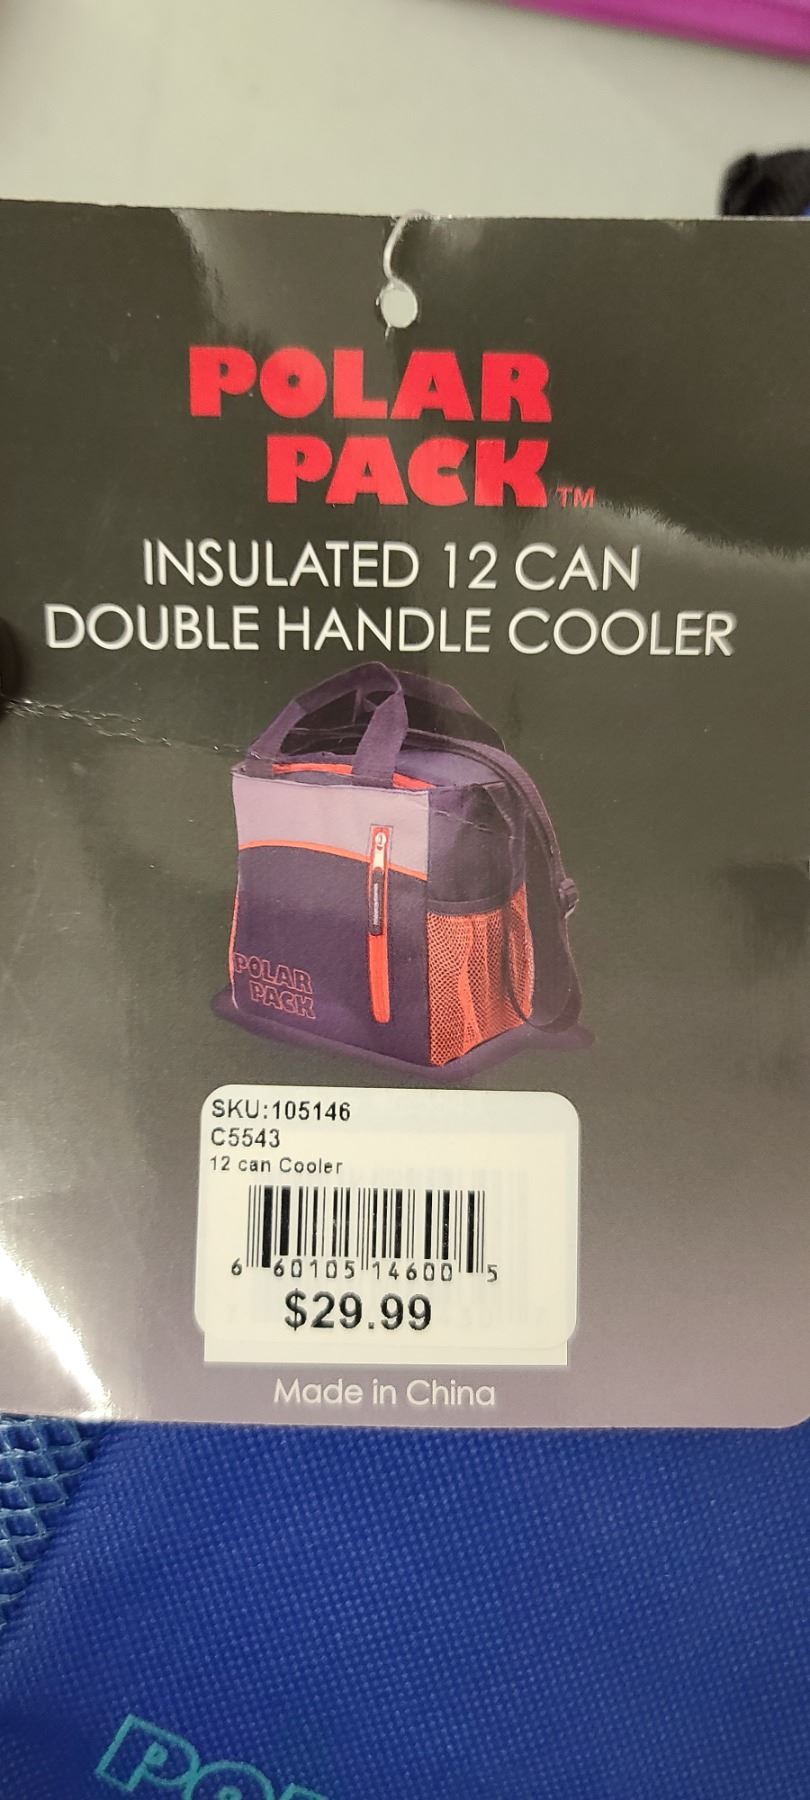 POLAR
PACK™
INSULATED 12 CAN
DOUBLE HANDLE COOLER
POLAR
PACK
SKU:105146
C5543
12 can Cooler
6 60105 14600 5
$29.99
Made in China